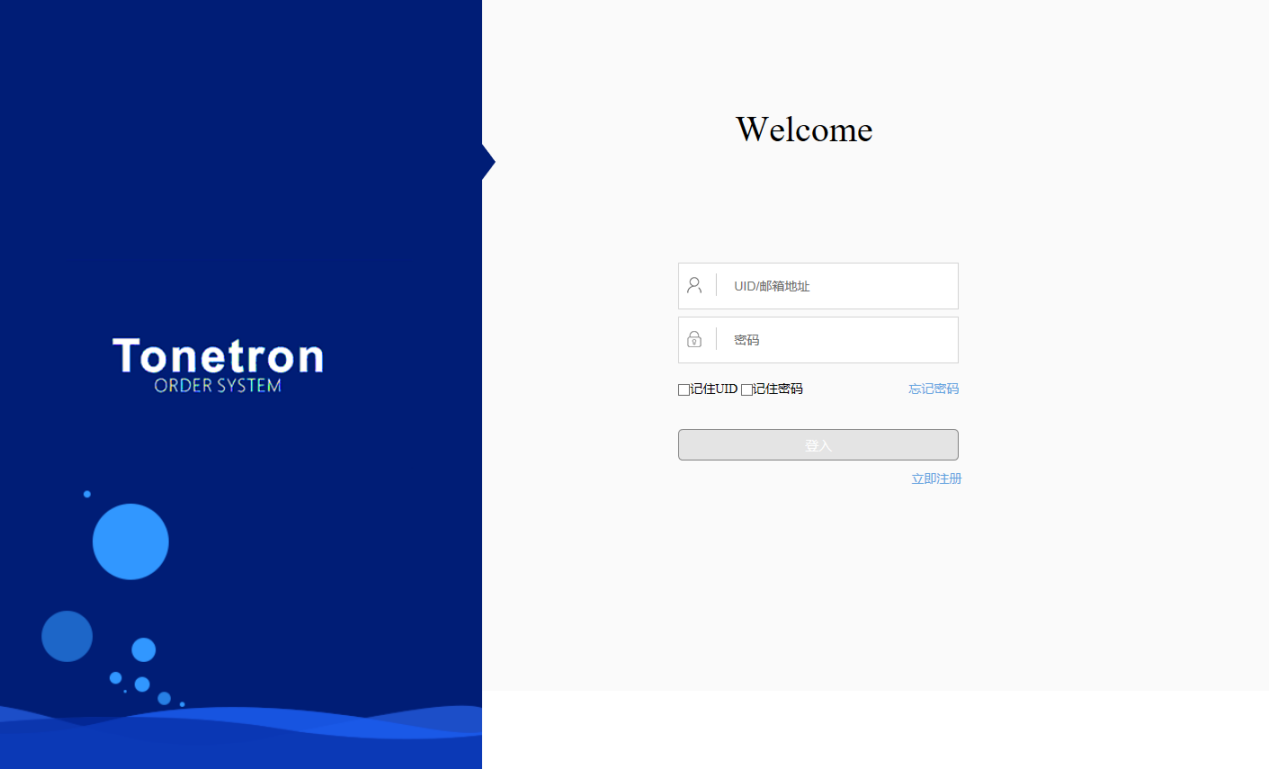 Tonetron
ORDER SYSTEM
Welcome
UID/邮箱地址
密码
记住UID 记住密码 忘记密码
登入
立即注册